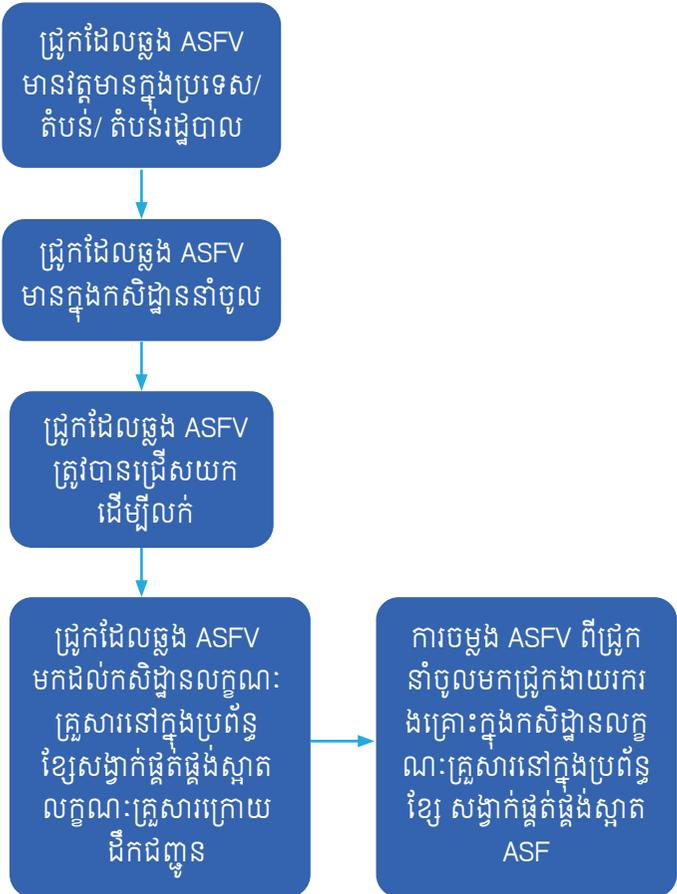 ជ្រូកដែលឆ្លង ASFV
មានវត្តមានក្នុងប្រទេស/
តំបន់/ តំបន់រដ្ឋបាល
ជ្រូកដែលឆ្លង ASFV
មានក្នុងកសិដ្ឋាននាំចូល
ជ្រូកដែលឆ្លង ASFV
ត្រូវបានជ្រើសយក
ដើម្បីលក់
ជ្រូកដែលឆ្លង ASFV
មកដល់កសិដ្ឋានលក្ខណៈ
គ្រួសារនៅក្នុងប្រព័ន្ធ
ខ្សែសង្វាក់ផ្គត់ផ្គង់ស្អាត
លក្ខណៈគ្រួសារក្រោយ
ដឹកជញ្ជូន
ការចម្លង ASFV ពីជ្រូក
នាំចូលមកជ្រូកងាយរករ
ងគ្រោះក្នុងកសិដ្ឋានលក្ខ
ណៈគ្រួសារនៅក្នុងប្រព័ន្ធ
ខ្សែ សង្វាក់ផ្គត់ផ្គង់ស្អាត
ASF